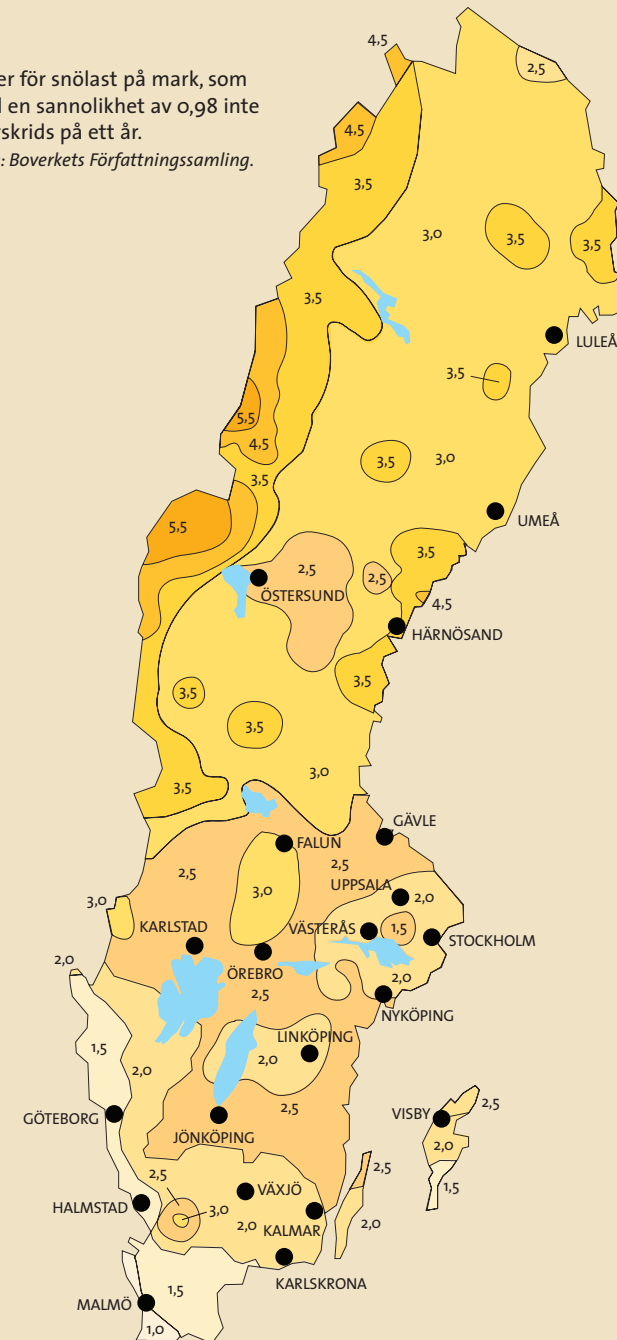 er för snölast på mark, som
en sannolikhet av 0,98 inte
skrids på ett år.
: Boverkets Författningssamling.
4,5
2,5
4,5
3,5
3,0
3,5
3,5
3,5
LULEÅ
3,5
5,5
4,5
3,5
3,0
3,5
5,5
UMEÅ
3,5
2,5
2,5
ÖSTERSUND
4,5
HÄRNÖSAND
3,5
3,5
3,5
3,0
3,5
GÄVLE
FALUN
2,5
2,5
UPPSALA
3,0
2,0
3,0
KARLSTAD
VÄSTERÅS
1,5
STOCKHOLM
2,0
ÖREBRO
2,0
2,5
NYKÖPING
LINKÖPING
1,5
2,0
2,0
GÖTEBORG
2,5
VISBY
2,5
JÖNKÖPING
2,0
2,5
2,5
VÄXJÖ
1,5
HALMSTAD
3,0
2,0
KALMAR
2,0
KARLSKRONA
1,5
MALMÖ
1,0